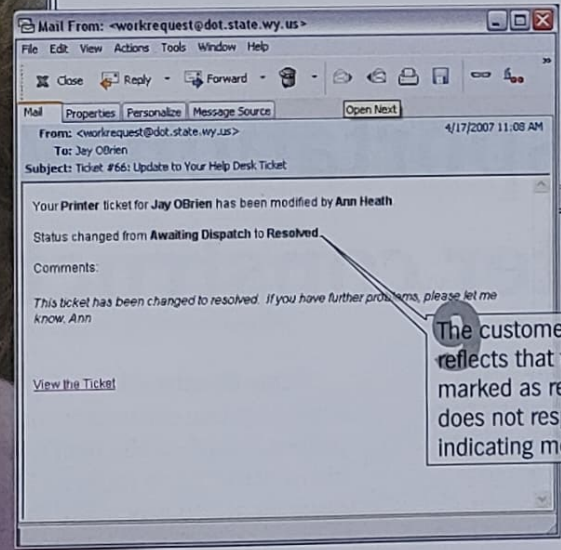 Mail From: <workrequest@dot.state.wy.us>
File Edit View Actions Tools Window Help
Close Reply Forward
Mail Properties Personalize Message Source Open Next
From: <workrequest@dot.state.wy.us> 4/17/2007 11:08 AM
To: Jay OBrien
Subject: Ticket #66: Update to Your Help Desk Ticket
Your Printer ticket for Jay OBrien has been modified by Ann Heath
Status changed from Awaiting Dispatch to Resolved.
Comments:
This ticket has been changed to resolved. If you have further problems, please let me
know, Ann
View the Ticket
9
The custome
reflects that
marked as re
does not res
indicating m